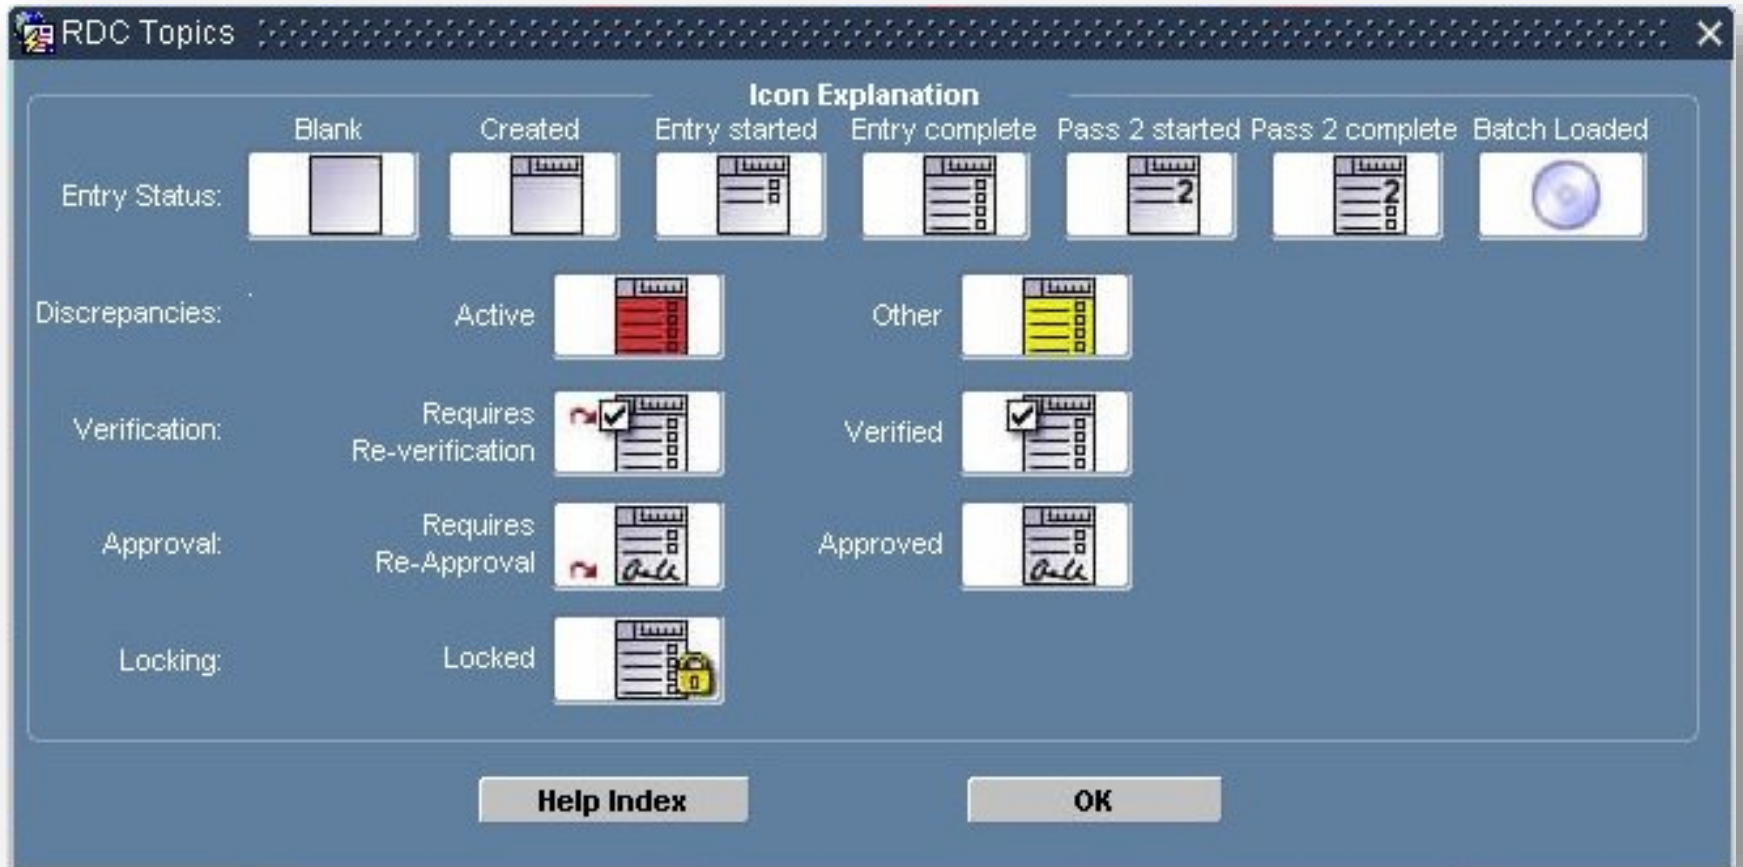 RDC Topics
Icon Explanation
Blank Created Entry started Entry complete Pass 2 started Pass 2 complete Batch Loaded
Entry Status:
2 2
Discrepancies: Active Other
Verification: Requires Re-verification Verified
Approval: Requires Re-Approval Approved
Locking: Locked
Help Index OK